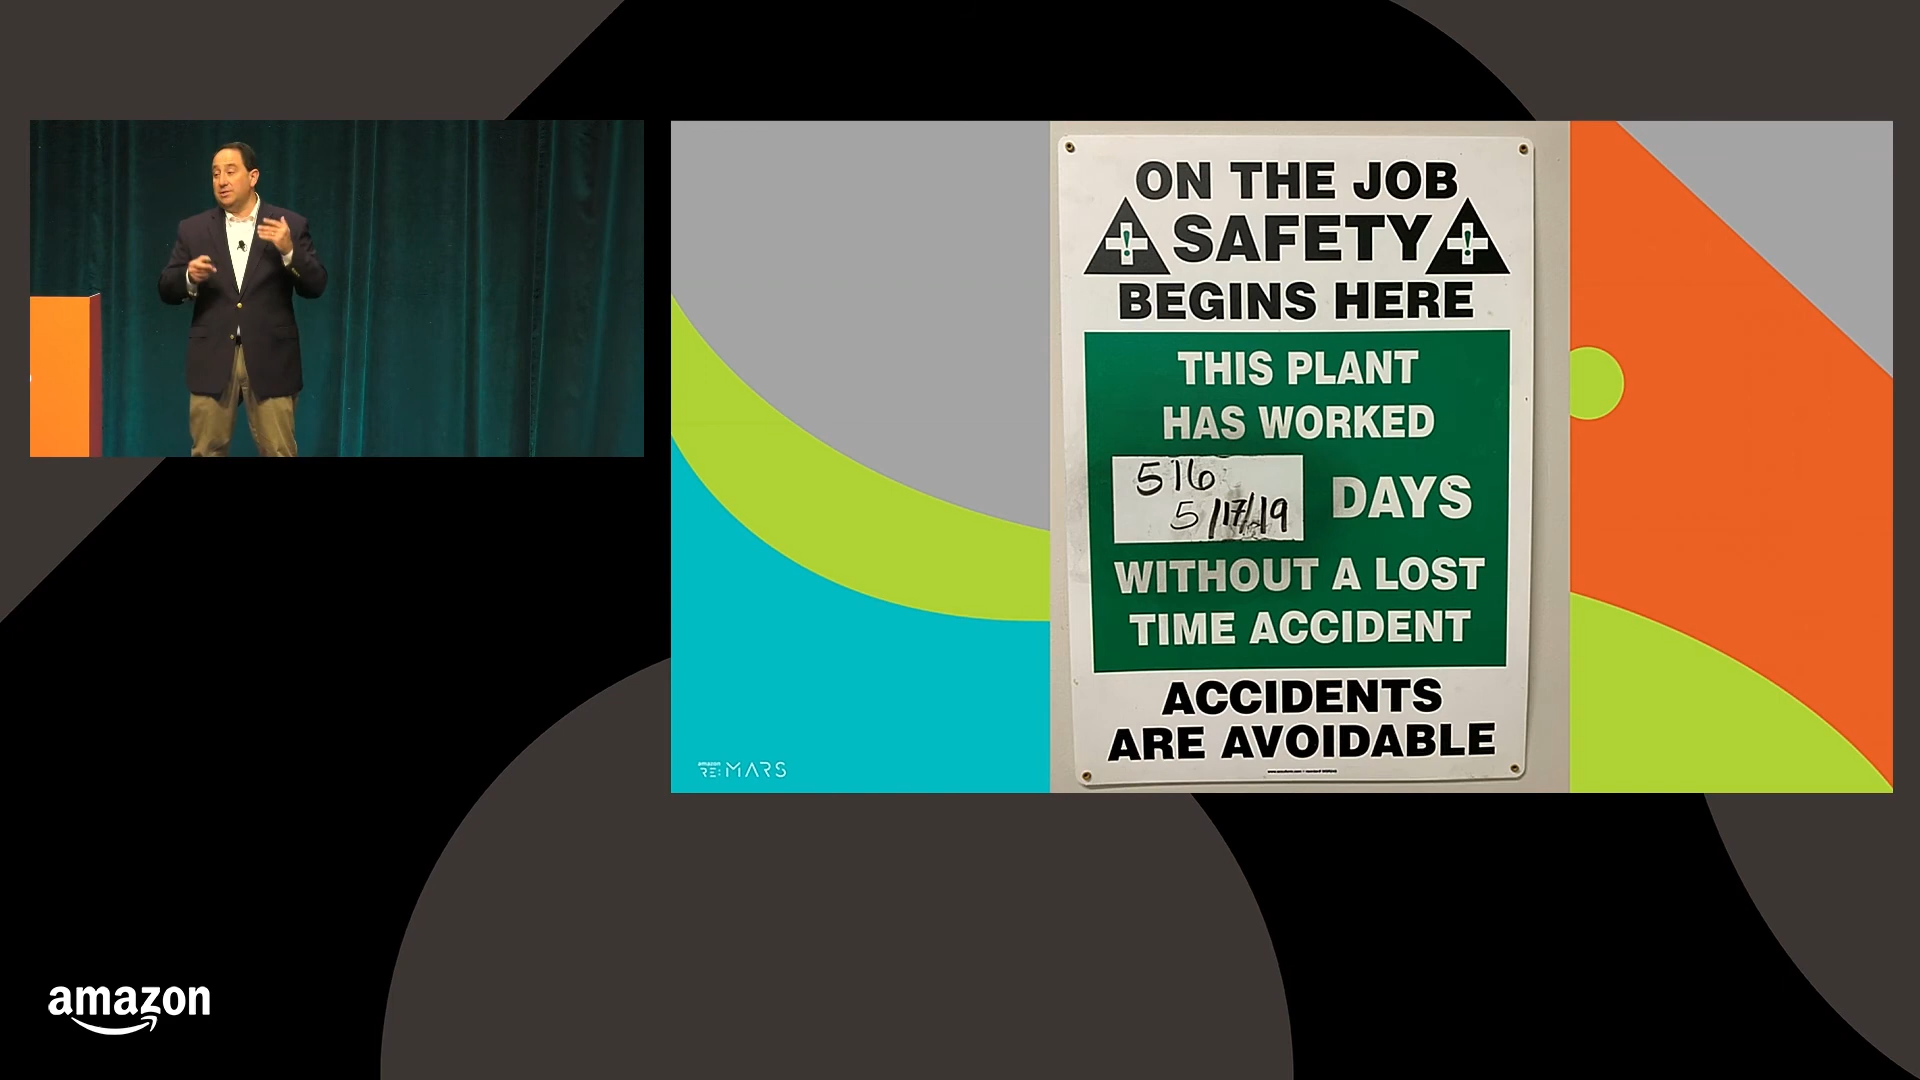 ON THE JOB
SAFETY
BEGINS HERE
THIS PLANT
HAS WORKED
516
5/17/19
DAYS
WITHOUT A LOST
TIME ACCIDENT
ACCIDENTS
ARE AVOIDABLE
amazon
RE:MARS
amazon